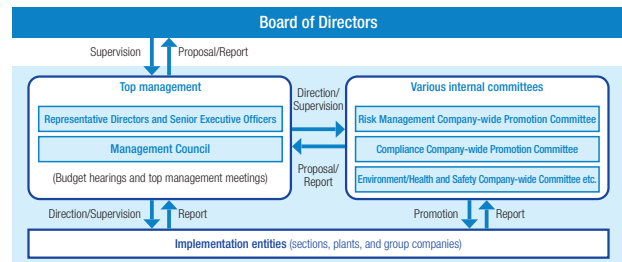 Board of Directors
Supervision
Proposal/Report
Top management
Representative Directors and Senior Executive Officers
Management Council
(Budget hearings and top management meetings)
Direction/
Supervision
Proposal/
Report
Various internal committees
Risk Management Company-wide Promotion Committee
Compliance Company-wide Promotion Committee
Environment/Health and Safety Company-wide Committee etc.
Direction/Supervision
Report
Promotion
Report
Implementation entities (sections, plants, and group companies)